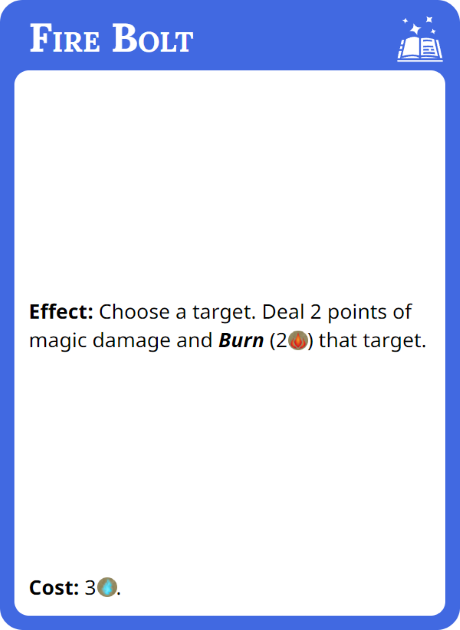 Fire Bolt
Effect: Choose a target. Deal 2 points of
magic damage and Burn (2) that target.
Cost: 3.